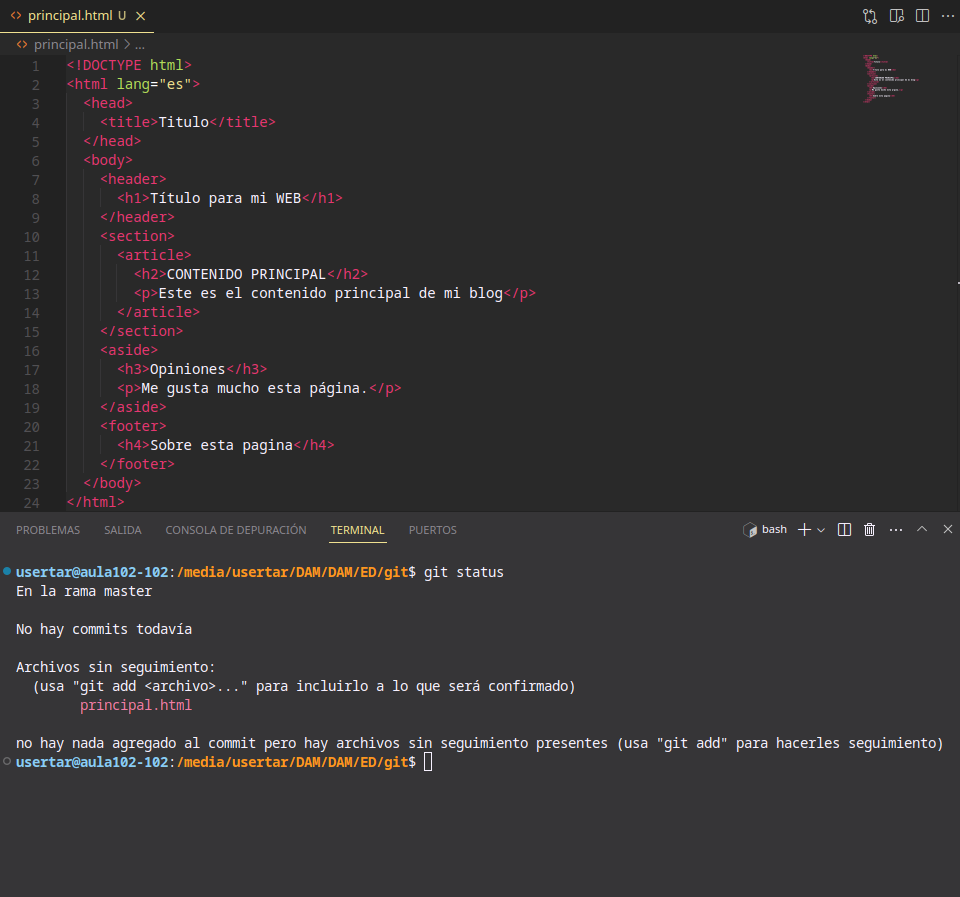 principal.html U
principal.html > ...
1 <!DOCTYPE html>
2 <html lang="es">
3 <head>
4 <title>Titulo</title>
5 </head>
6 <body>
7 <header>
8 <h1>Título para mi WEB</h1>
9 </header>
10 <section>
11 <article>
12 <h2>CONTENIDO PRINCIPAL</h2>
13 <p>Este es el contenido principal de mi blog</p>
14 </article>
15 </section>
16 <aside>
17 <h3>Opiniones</h3>
18 <p>Me gusta mucho esta página.</p>
19 </aside>
20 <footer>
21 <h4>Sobre esta pagina</h4>
22 </footer>
23 </body>
24 </html>
PROBLEMAS SALIDA CONSOLA DE DEPURACIÓN TERMINAL PUERTOS bash
usertar@aula102-102:/media/usertar/DAM/DAM/ED/git$ git status
En la rama master
No hay commits todavía
Archivos sin seguimiento:
(usa "git add <archivo>..." para incluirlo a lo que será confirmado)
principal.html
no hay nada agregado al commit pero hay archivos sin seguimiento presentes (usa "git add" para hacerles seguimiento)
usertar@aula102-102:/media/usertar/DAM/DAM/ED/git$